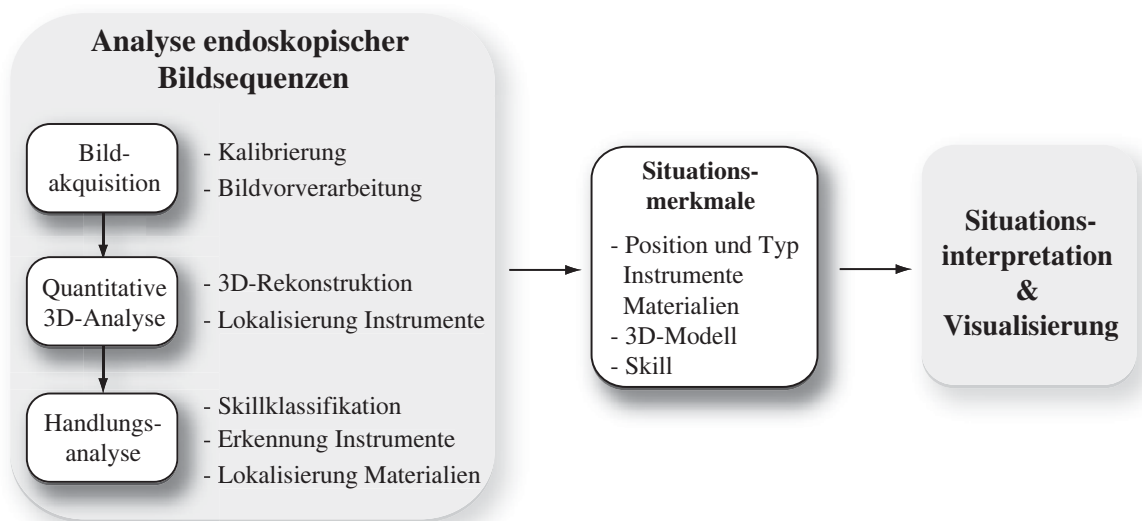 Analyse endoskopischer
Bildsequenzen
Bild-
akquisition
- Kalibrierung
- Bildvorverarbeitung
Quantitative
3D-Analyse
- 3D-Rekonstruktion
- Lokalisierung Instrumente
Handlungs-
analyse
- Skillklassifikation
- Erkennung Instrumente
- Lokalisierung Materialien
Situations-
merkmale
- Position und Typ
Instrumente
Materialien
- 3D-Modell
- Skill
Situations-
interpretation
&
Visualisierung